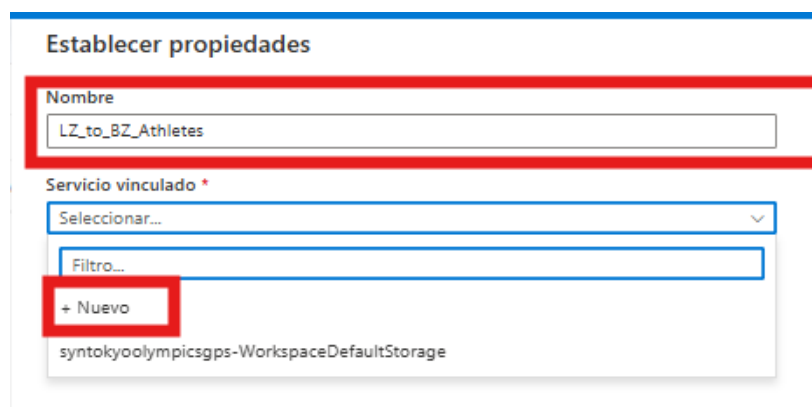 Establecer propiedades
Nombre
LZ_to_BZ_Athletes
Servicio vinculado *
Seleccionar...
Filtro...
+ Nuevo
syntokyoolympicsgps-WorkspaceDefaultStorage